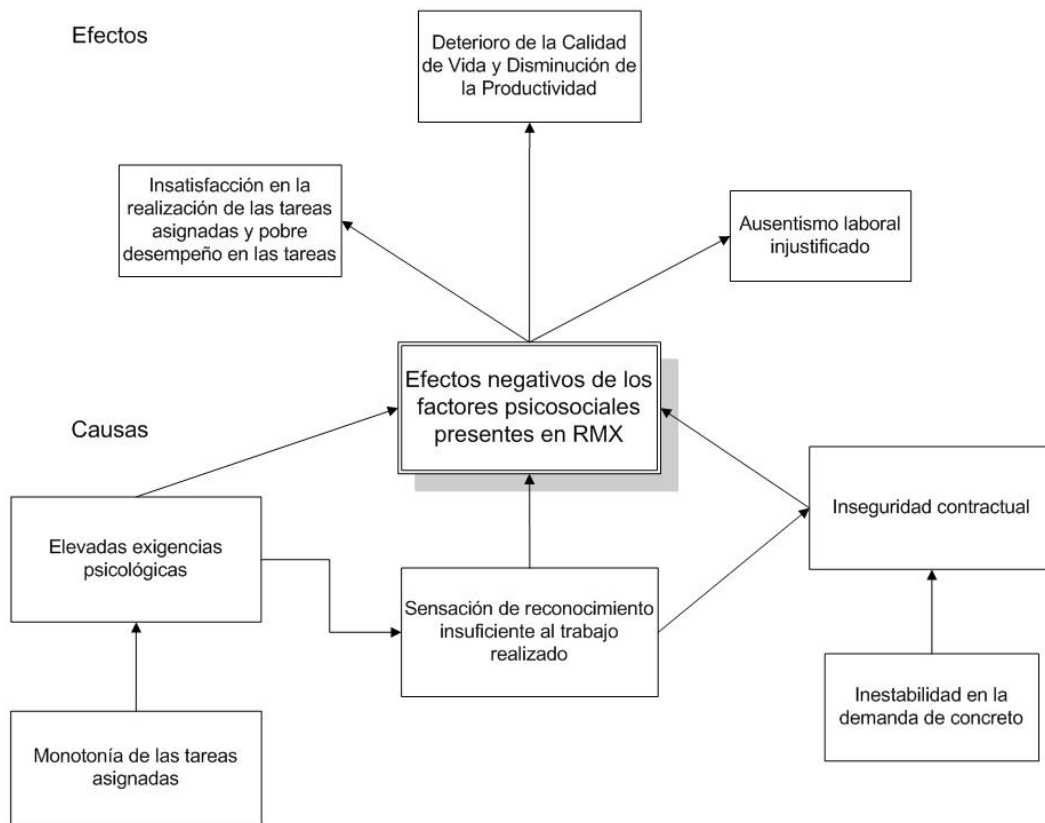 Efectos
Deterioro de la Calidad
de Vida y Disminución de
la Productividad
Insatisfacción en la
realización de las tareas
asignadas y pobre
desempeño en las tareas
Ausentismo laboral
injustificado
Efectos negativos de los
factores psicosociales
presentes en RMX
Causas
Elevadas exigencias
psicológicas
Sensación de reconocimiento
insuficiente al trabajo
realizado
Inseguridad contractual
Monotonía de las tareas
asignadas
Inestabilidad en la
demanda de concreto